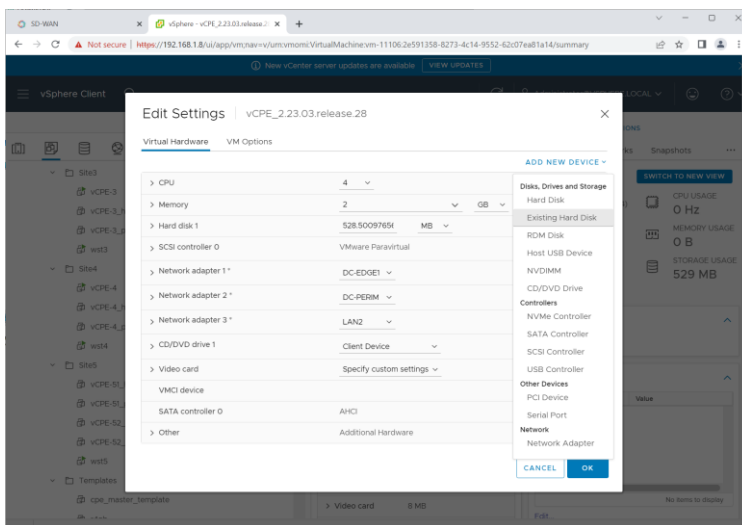 SD-WAN
vSphere - vCPE_2.23.03.release.2
Not secure
https://192.168.1.8/ui/app/vm;nav=v/urn:vmomi:VirtualMachine:vm-11106:2e591358-8273-4c14-9552-62c07ea81a14/summary
New vCenter server updates are available
VIEW UPDATES
vSphere Client
LOCAL
Edit Settings
vCPE_2.23.03.release.28
Virtual Hardware
VM Options
ADD NEW DEVICE
CPU
4
Memory
2
GB
Hard disk 1
528.5009765
MB
SCSI controller 0
VMware Paravirtual
Network adapter 1 *
DC-EDGE1
Network adapter 2 *
DC-PERIM
Network adapter 3 *
LAN2
CD/DVD drive 1
Client Device
Video card
Specify custom settings
VMCI device
SATA controller 0
AHCI
Other
Additional Hardware
Disks, Drives and Storage
Hard Disk
Existing Hard Disk
RDM Disk
Host USB Device
NVDIMM
CD/DVD Drive
Controllers
NVMe Controller
SATA Controller
SCSI Controller
USB Controller
Other Devices
PCI Device
Serial Port
Network
Network Adapter
CANCEL
OK
Site3
vCPE-3
vCPE-3_h
vCPE-3_p
wst3
Site4
vCPE-4
vCPE-4_h
vCPE-4_p
wst4
Site5
vCPE-51_
vCPE-51_
vCPE-52_
vCPE-52_
wst5
Templates
cpe_master_template
Snapshots
SWITCH TO NEW VIEW
CPU USAGE
0 Hz
MEMORY USAGE
0 B
STORAGE USAGE
529 MB
Value
No items to display
Edit...
Video card
8 MB